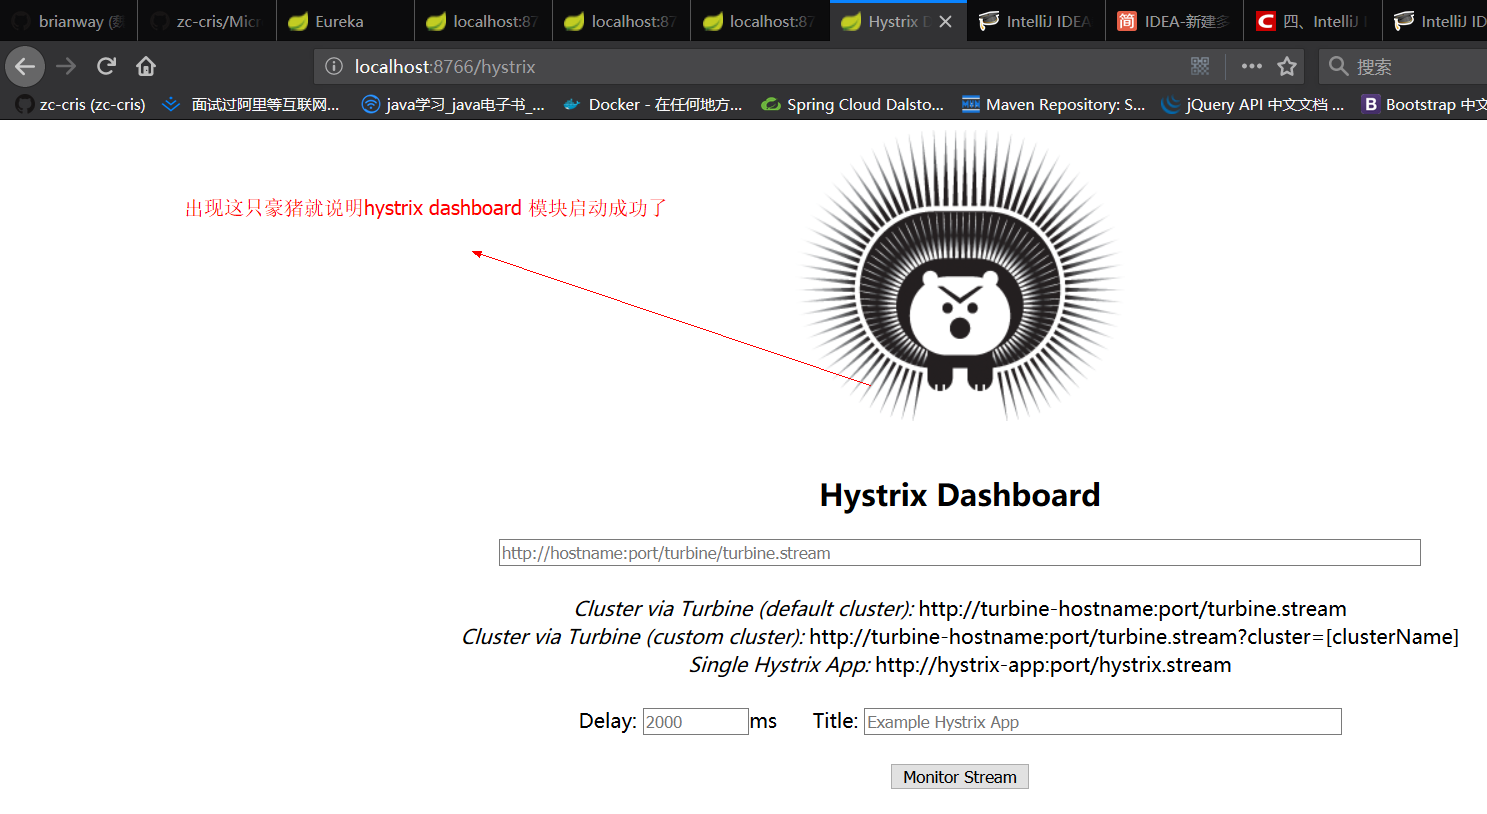 brianway (魏
zc-cris/Micr
Eureka
localhost:87
localhost:87
localhost:87
Hystrix D
IntelliJ IDEA
简
IDEA-新建多
C
四、IntelliJ I
IntelliJ ID
localhost:8766/hystrix
搜索
zc-cris (zc-cris)
面试过阿里等互联网...
java学习_java电子书_...
Docker - 在任何地方...
Spring Cloud Dalsto...
Maven Repository: S...
jQuery API 中文文档 ...
B
Bootstrap 中文
出现这只豪猪就说明hystrix dashboard 模块启动成功了
Hystrix Dashboard
http://hostname:port/turbine/turbine.stream
Cluster via Turbine (default cluster): http://turbine-hostname:port/turbine.stream
Cluster via Turbine (custom cluster): http://turbine-hostname:port/turbine.stream?cluster=[clusterName]
Single Hystrix App: http://hystrix-app:port/hystrix.stream
Delay: 2000 ms Title: Example Hystrix App
Monitor Stream